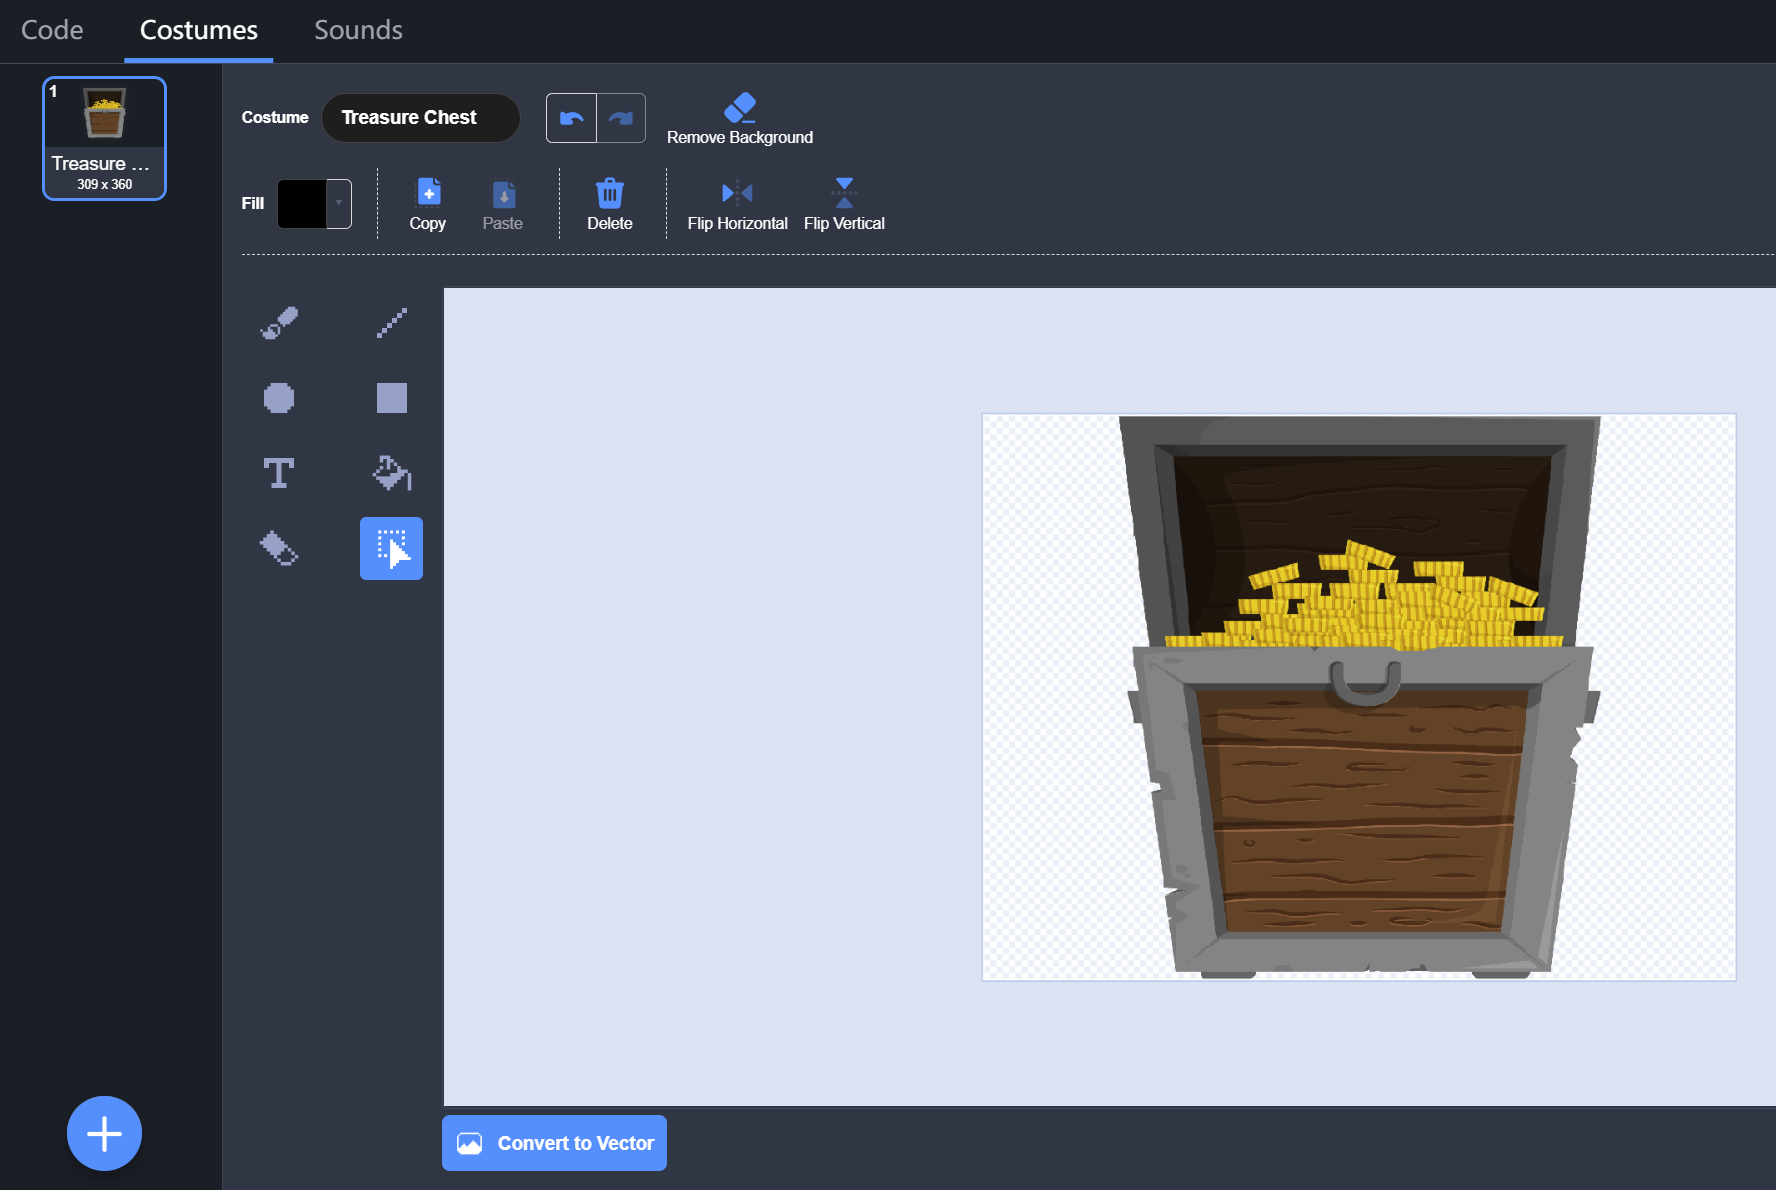 Code Costumes Sounds
1
Treasure ...
309 x 360
Costume Treasure Chest
Remove Background
Fill
Copy Paste Delete Flip Horizontal Flip Vertical
T
Convert to Vector